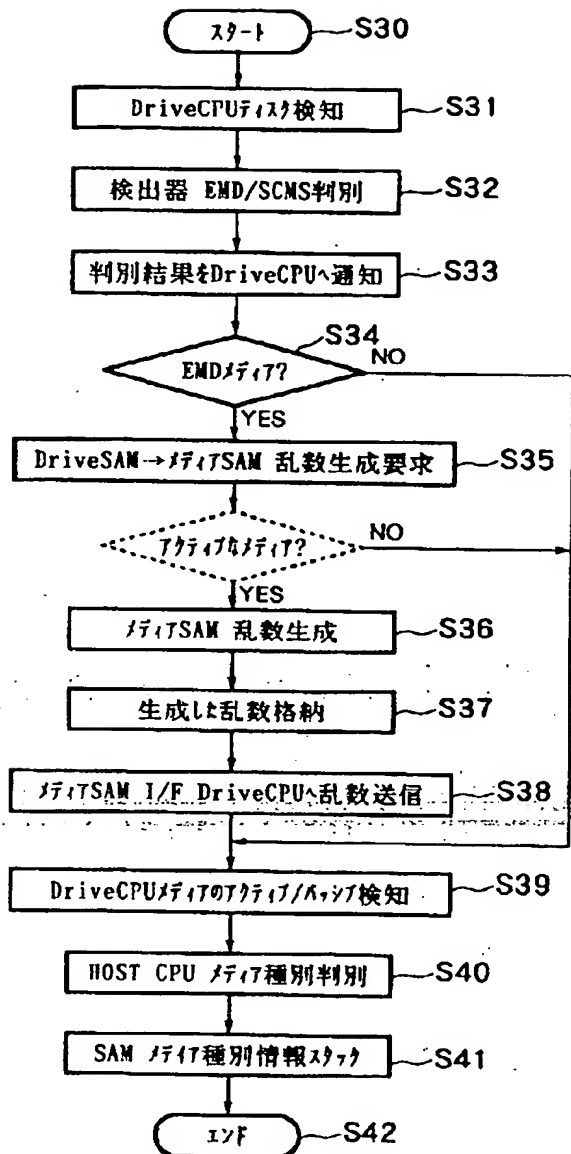 スタート S30
DriveCPUディスク検知 S31
検出器 EMD/SCMS判別 S32
判別結果をDriveCPUへ通知 S33
S34
EMDメディア? NO
YES
DriveSAM→メディアSAM 乱数生成要求 S35
アクティブなメディア? NO
YES
メディアSAM 乱数生成 S36
生成した乱数格納 S37
メディアSAM I/F DriveCPUへ乱数送信 S38
DriveCPUメディアのアクティブ/パッシブ検知 S39
HOST CPU メディア種別判別 S40
SAM メディア種別情報スタック S41
エンド S42